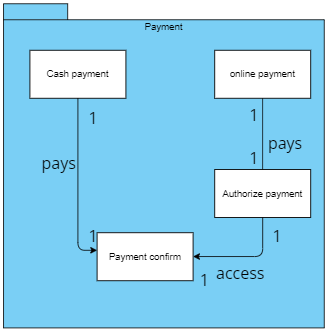 Payment
Cash payment
online payment
1
1
pays
pays
1
Authorize payment
1
1
Payment confirm
1
access